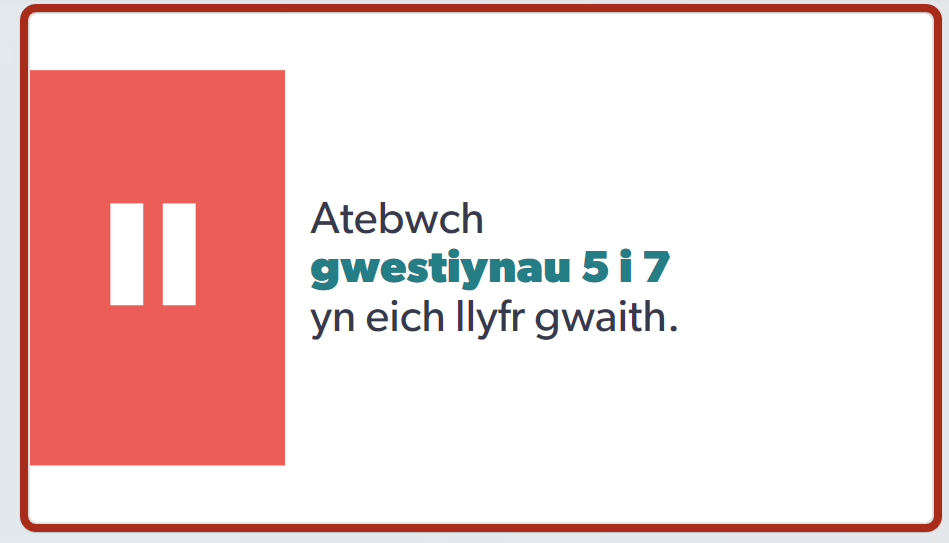 Atebwch
gwestiynau 5 i 7
yn eich llyfr gwaith.